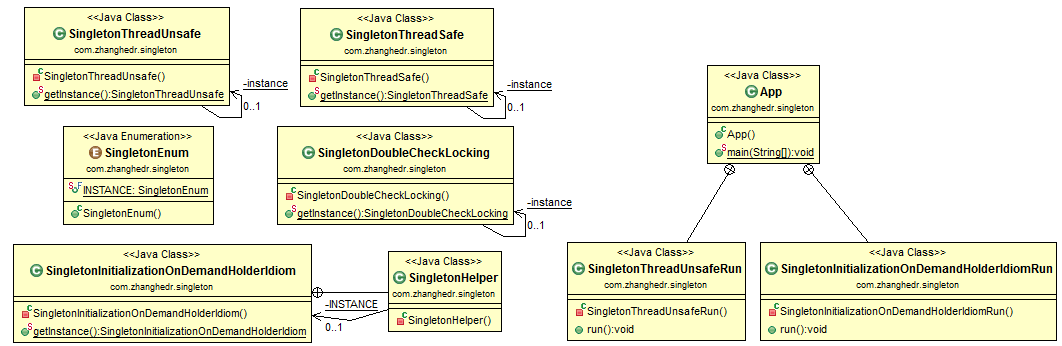 <<Java Class>>
SingletonThreadUnsafe
com.zhanghedr.singleton
SingletonThreadUnsafe()
getInstance():SingletonThreadUnsafe
-instance
0..1
<<Java Class>>
SingletonThreadSafe
com.zhanghedr.singleton
SingletonThreadSafe()
getInstance():SingletonThreadSafe
-instance
0..1
<<Java Class>>
App
com.zhanghedr.singleton
App()
main(String[]):void
<<Java Enumeration>>
SingletonEnum
com.zhanghedr.singleton
INSTANCE: SingletonEnum
SingletonEnum()
<<Java Class>>
SingletonDoubleCheckLocking
com.zhanghedr.singleton
SingletonDoubleCheckLocking()
getInstance():SingletonDoubleCheckLocking
-instance
0..1
<<Java Class>>
SingletonInitializationOnDemandHolderIdiom
com.zhanghedr.singleton
SingletonInitializationOnDemandHolderIdiom()
getInstance():SingletonInitializationOnDemandHolderIdiom
-INSTANCE
0..1
<<Java Class>>
SingletonHelper
com.zhanghedr.singleton
SingletonHelper()
<<Java Class>>
SingletonThreadUnsafeRun
com.zhanghedr.singleton
SingletonThreadUnsafeRun()
run():void
<<Java Class>>
SingletonInitializationOnDemandHolderIdiomRun
com.zhanghedr.singleton
SingletonInitializationOnDemandHolderIdiomRun()
run():void